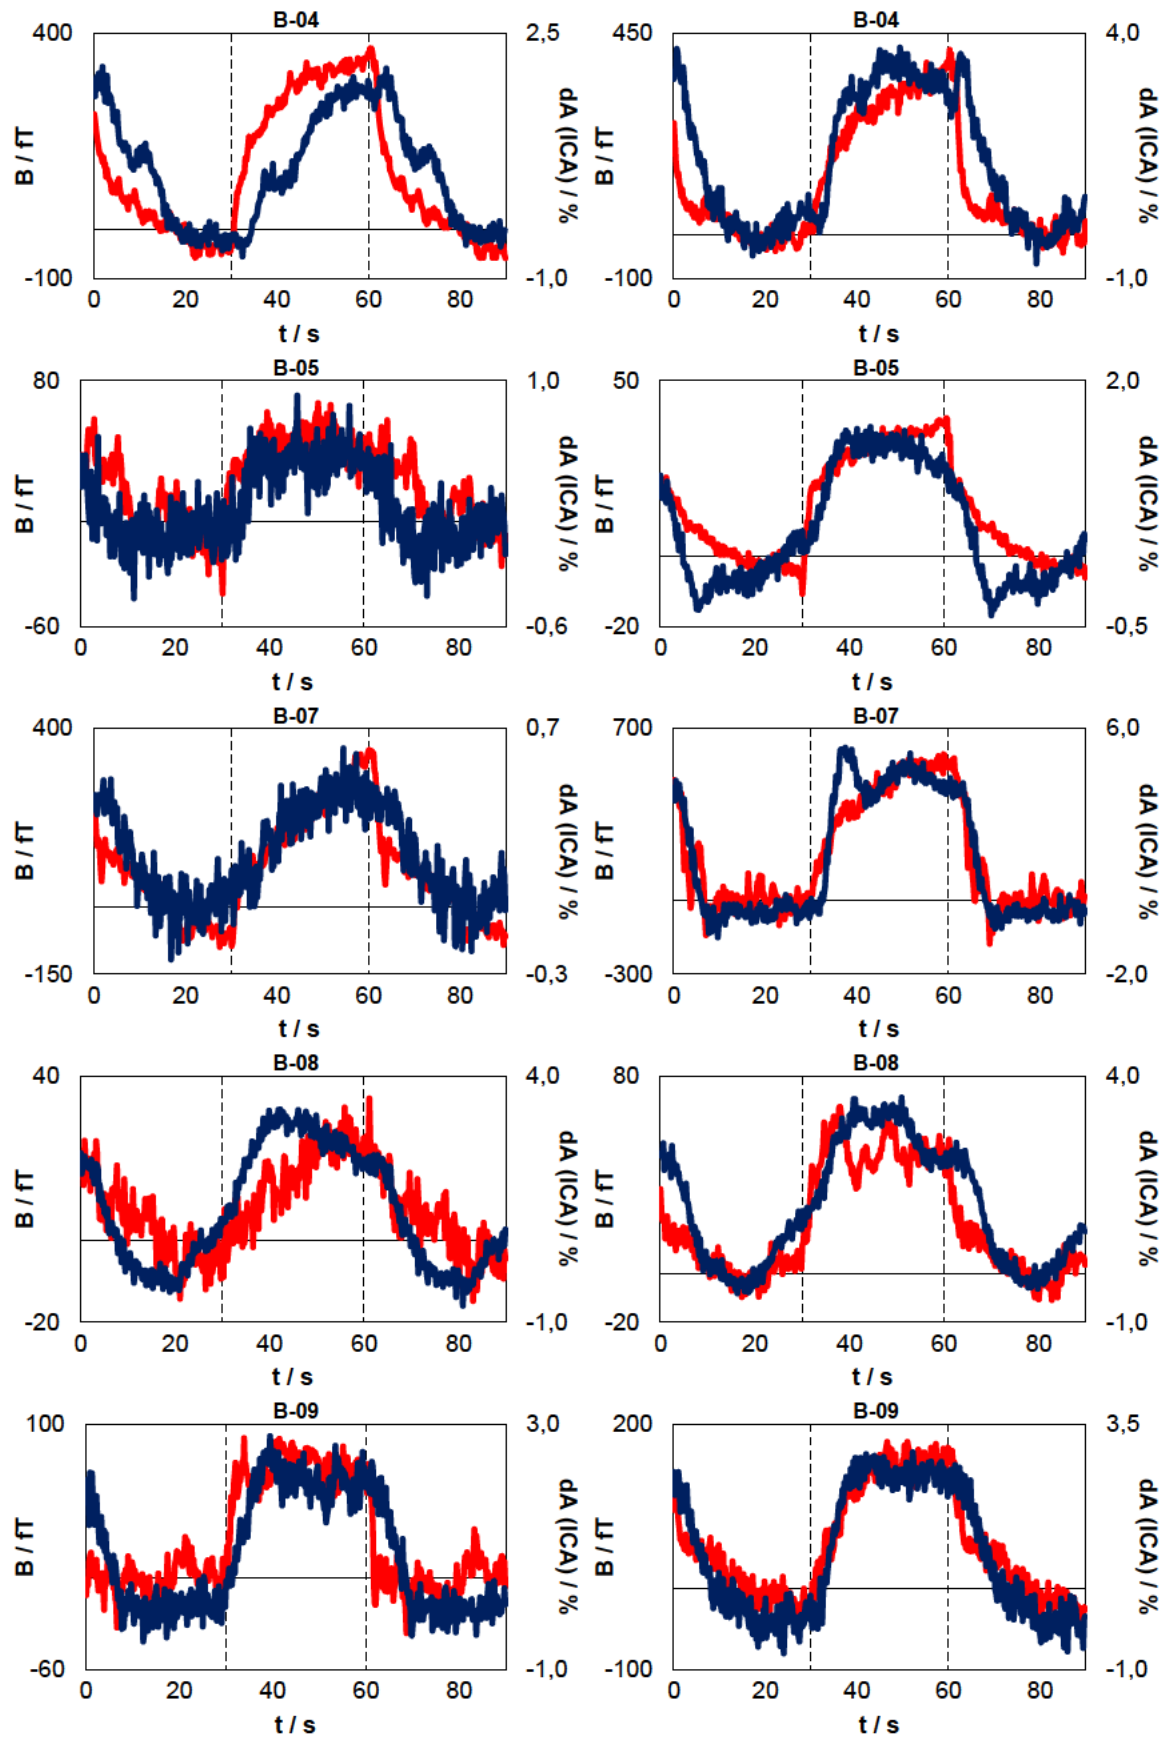 B-04 B-04
400 2,5 450 4,0
B / fT dA (ICA) / % B / fT dA (ICA) / %
-100 -1,0 -100 -1,0
0 20 40 60 80 0 20 40 60 80
t / s t / s
B-05 B-05
80 1,0 50 2,0
B / fT dA (ICA) / % B / fT dA (ICA) / %
-60 -0,6 -20 -0,5
0 20 40 60 80 0 20 40 60 80
t / s t / s
B-07 B-07
400 0,7 700 6,0
B / fT dA (ICA) / % B / fT dA (ICA) / %
-150 -0,3 -300 -2,0
0 20 40 60 80 0 20 40 60 80
t / s t / s
B-08 B-08
40 4,0 80 4,0
B / fT dA (ICA) / % B / fT dA (ICA) / %
-20 -1,0 -20 -1,0
0 20 40 60 80 0 20 40 60 80
t / s t / s
B-09 B-09
100 3,0 200 3,5
B / fT dA (ICA) / % B / fT dA (ICA) / %
-60 -1,0 -100 -1,0
0 20 40 60 80 0 20 40 60 80
t / s t / s